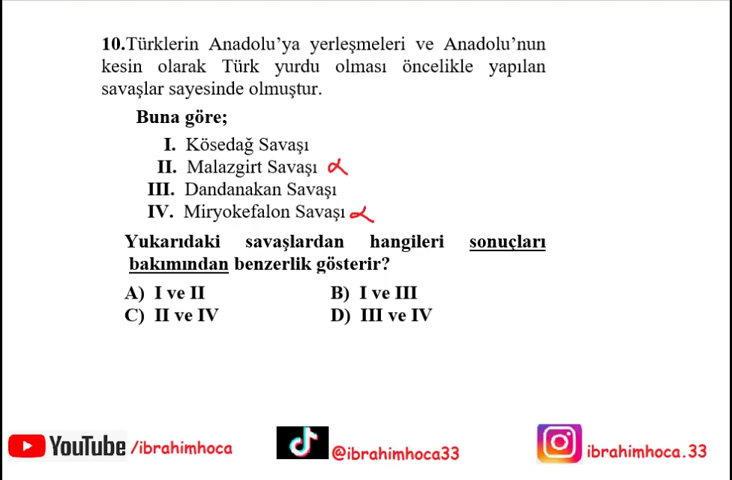 10.Türklerin Anadolu’ya yerleşmeleri ve Anadolu’nun
kesin olarak Türk yurdu olması öncelikle yapılan
savaşlar sayesinde olmuştur.
Buna göre;
I. Kösedağ Savaşı
II. Malazgirt Savaşı
III. Dandanakan Savaşı
IV. Miryokefalon Savaşı
Yukarıdaki savaşlardan hangileri sonuçları
bakımından benzerlik gösterir?
A) I ve II B) I ve III
C) II ve IV D) III ve IV
YouTube /ibrahimhoca @ibrahimhoca33 ibrahimhoca.33